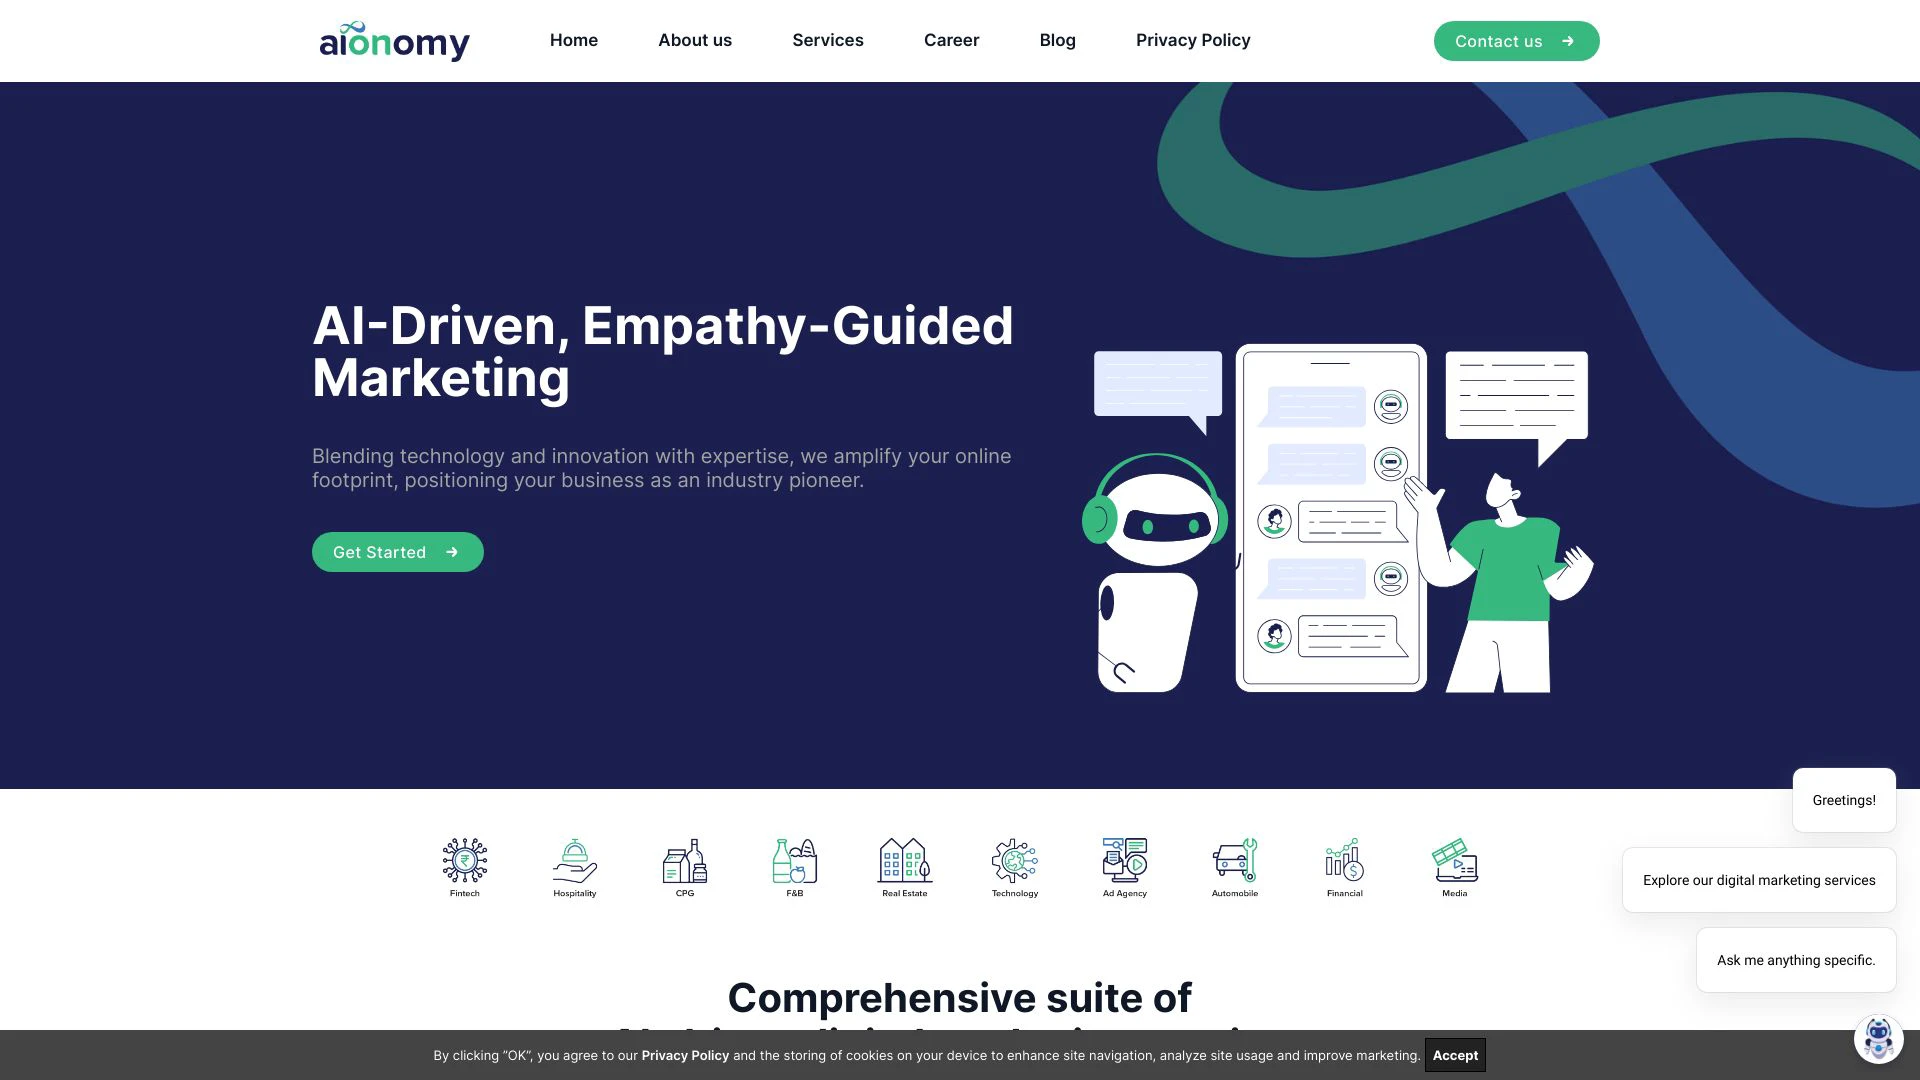 aionomy
Home
About us
Services
Career
Blog
Privacy Policy
Contact us
AI-Driven, Empathy-Guided
Marketing
Blending technology and innovation with expertise, we amplify your online
footprint, positioning your business as an industry pioneer.
Get Started
Greetings!
Fintech
Hospitality
CPG
F&B
Real Estate
Technology
Ad Agency
Automobile
Financial
Media
Explore our digital marketing services
Ask me anything specific.
Comprehensive suite of
By clicking “OK”, you agree to our Privacy Policy and the storing of cookies on your device to enhance site navigation, analyze site usage and improve marketing.
Accept